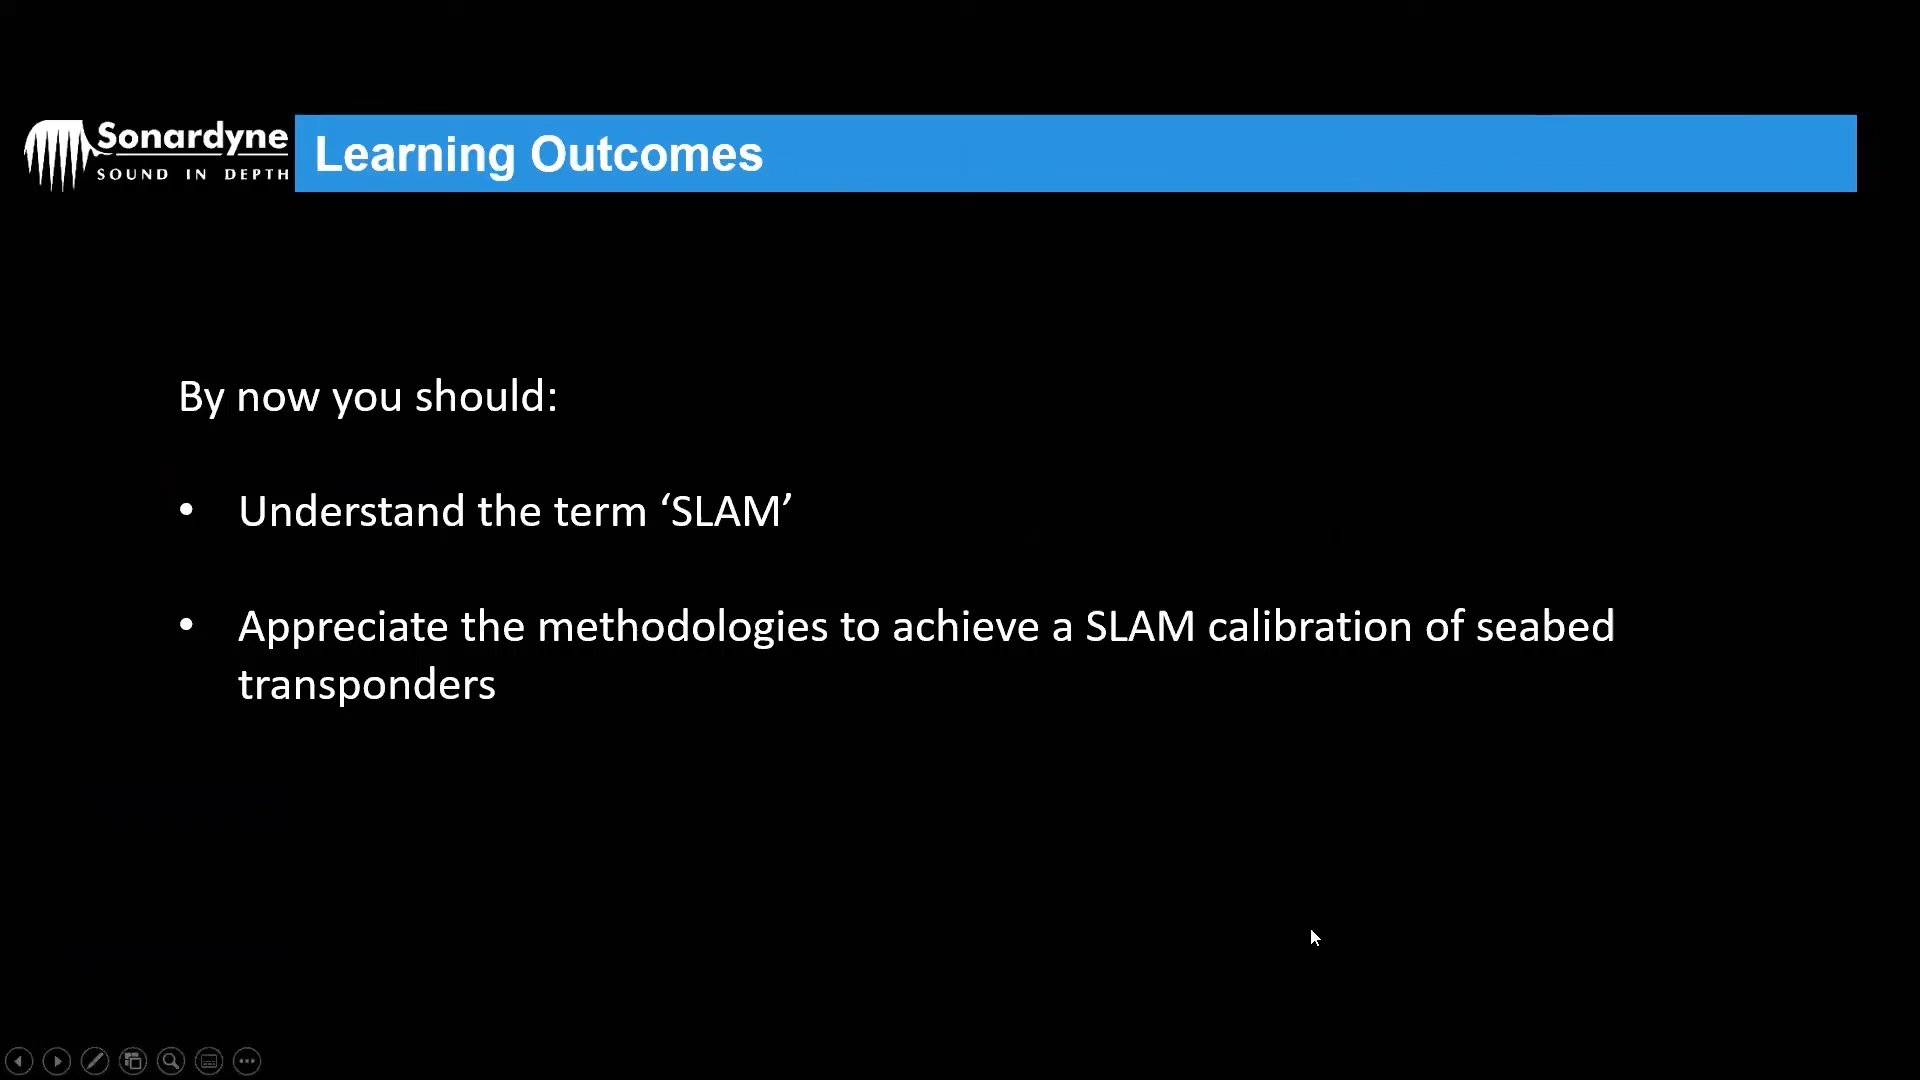 Sonardyne
SOUND IN DEPTH
Learning Outcomes
By now you should:
• Understand the term ‘SLAM’
• Appreciate the methodologies to achieve a SLAM calibration of seabed
transponders